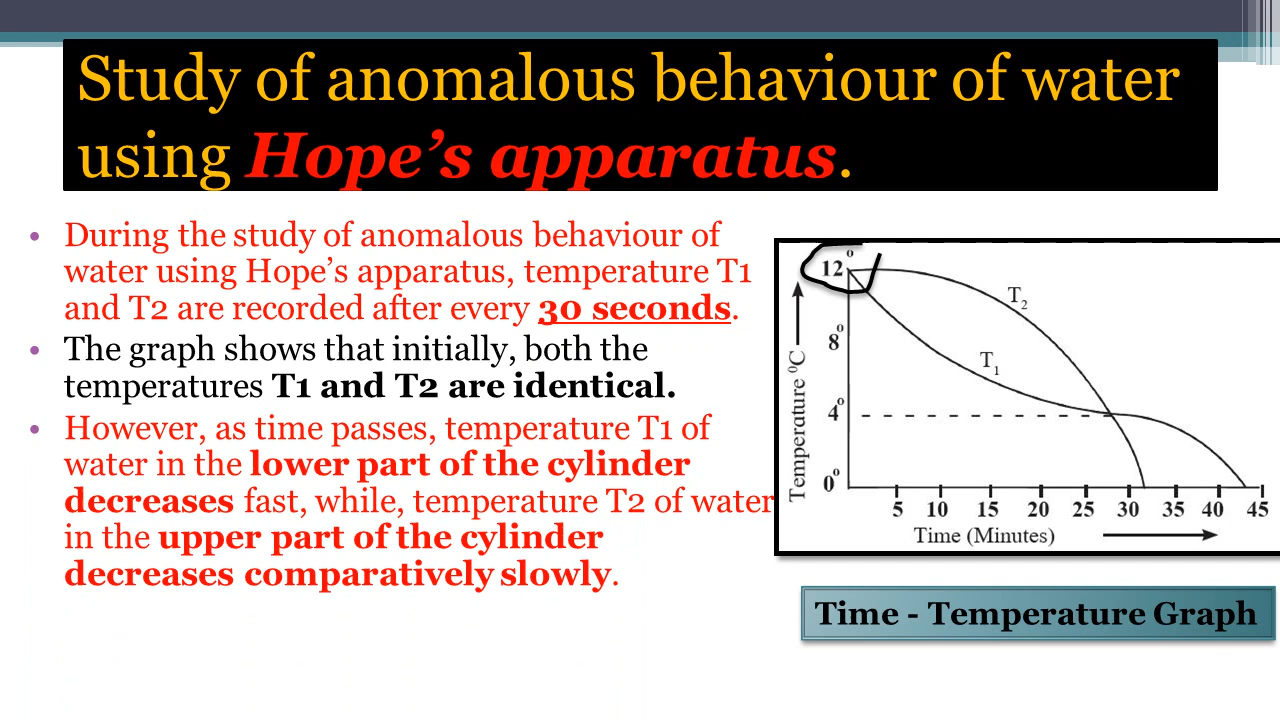 Study of anomalous behaviour of water
using Hope's apparatus.
• During the study of anomalous behaviour of
water using Hope's apparatus, temperature T1
and T2 are recorded after every 30 seconds.
• The graph shows that initially, both the
temperatures T1 and T2 are identical.
• However, as time passes, temperature T1 of
water in the lower part of the cylinder
decreases fast, while, temperature T2 of water
in the upper part of the cylinder
decreases comparatively slowly.
12°
8°
4°
0°
Temperature ⁰C
T₂
T₁
5 10 15 20 25 30 35 40 45
Time (Minutes)
Time - Temperature Graph